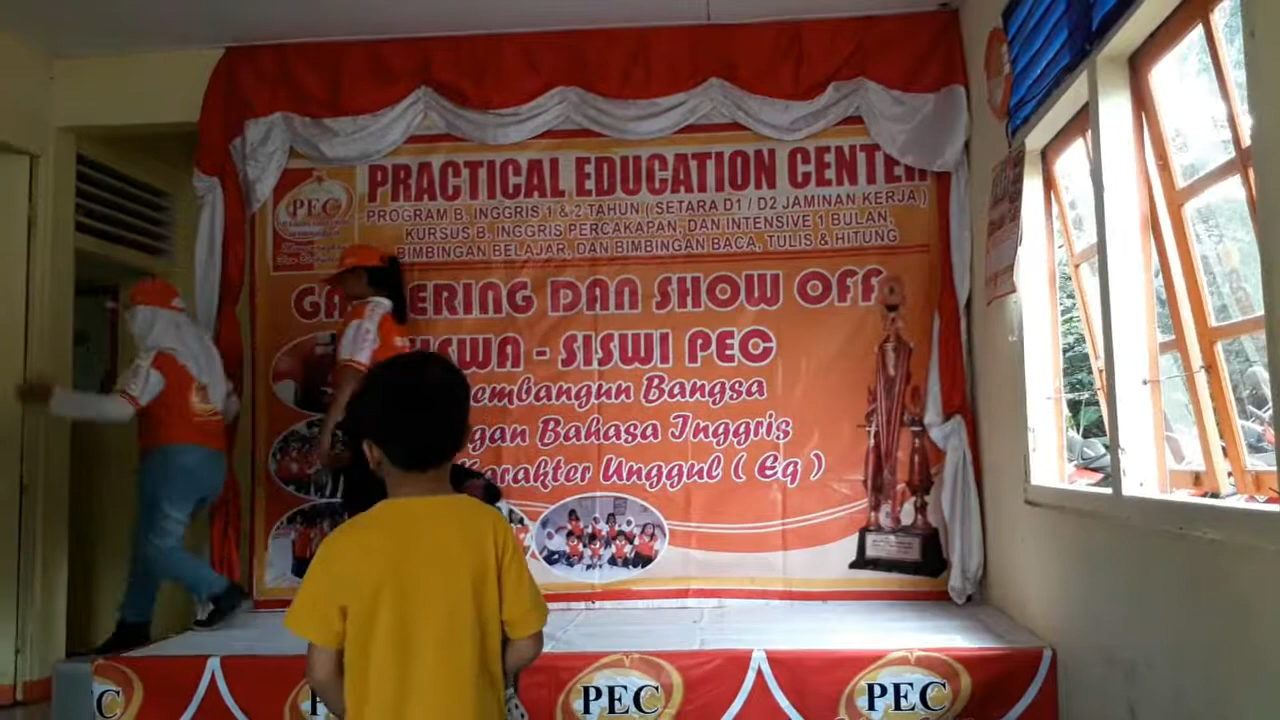 PRACTICAL EDUCATION CENTER
PEC
PROGRAM B. INGGRIS 1 & 2 TAHUN ( SETARA D1 / D2 JAMINAN KERJA )
KURSUS B. INGGRIS PERCAKAPAN, DAN INTENSIVE 1 BULAN,
BIMBINGAN BELAJAR, DAN BIMBINGAN BACA, TULIS & HITUNG
ERING DAN SHOW OFF
SISWA - SISWI PEC
embangun Bangsa
gan Bahasa Inggris
Karakter Unggul ( Eq )
PEC
PEC
PEC